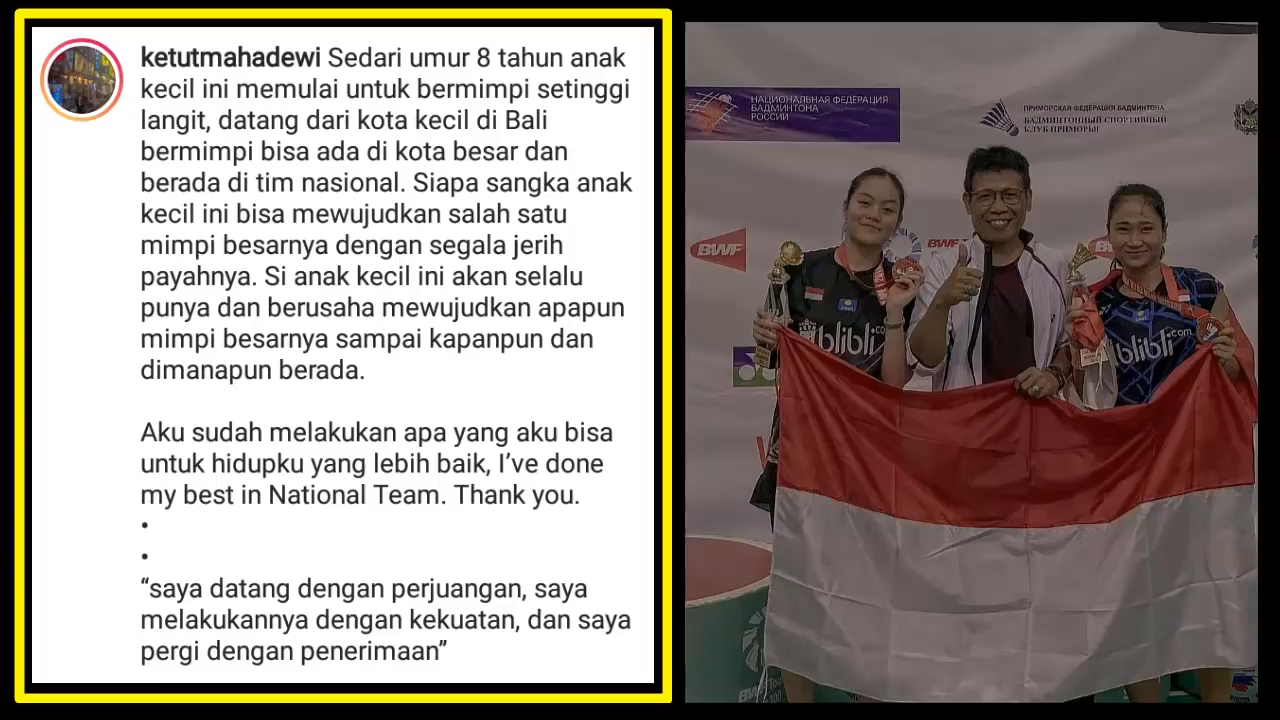 ketutmahadewi Sedari umur 8 tahun anak
kecil ini memulai untuk bermimpi setinggi
langit, datang dari kota kecil di Bali
bermimpi bisa ada di kota besar dan
berada di tim nasional. Siapa sangka anak
kecil ini bisa mewujudkan salah satu
mimpi besarnya dengan segala jerih
payahnya. Si anak kecil ini akan selalu
punya dan berusaha mewujudkan apapun
mimpi besarnya sampai kapanpun dan
dimanapun berada.
Aku sudah melakukan apa yang aku bisa
untuk hidupku yang lebih baik, I’ve done
my best in National Team. Thank you.
•
•
“saya datang dengan perjuangan, saya
melakukannya dengan kekuatan, dan saya
pergi dengan penerimaan”
НАЦИОНАЛЬНАЯ ФЕДЕРАЦИЯ
БАДМИНТОНА
РОССИИ
ПРИМОРСКАЯ ФЕДЕРАЦИЯ БАДМИНТОНА
БАДМИНТОННЫЙ СПОРТИВНЫЙ
КЛУБ ПРИМОРЬЯ
BWF
BWF
blibli.com
blibli.com
BWF